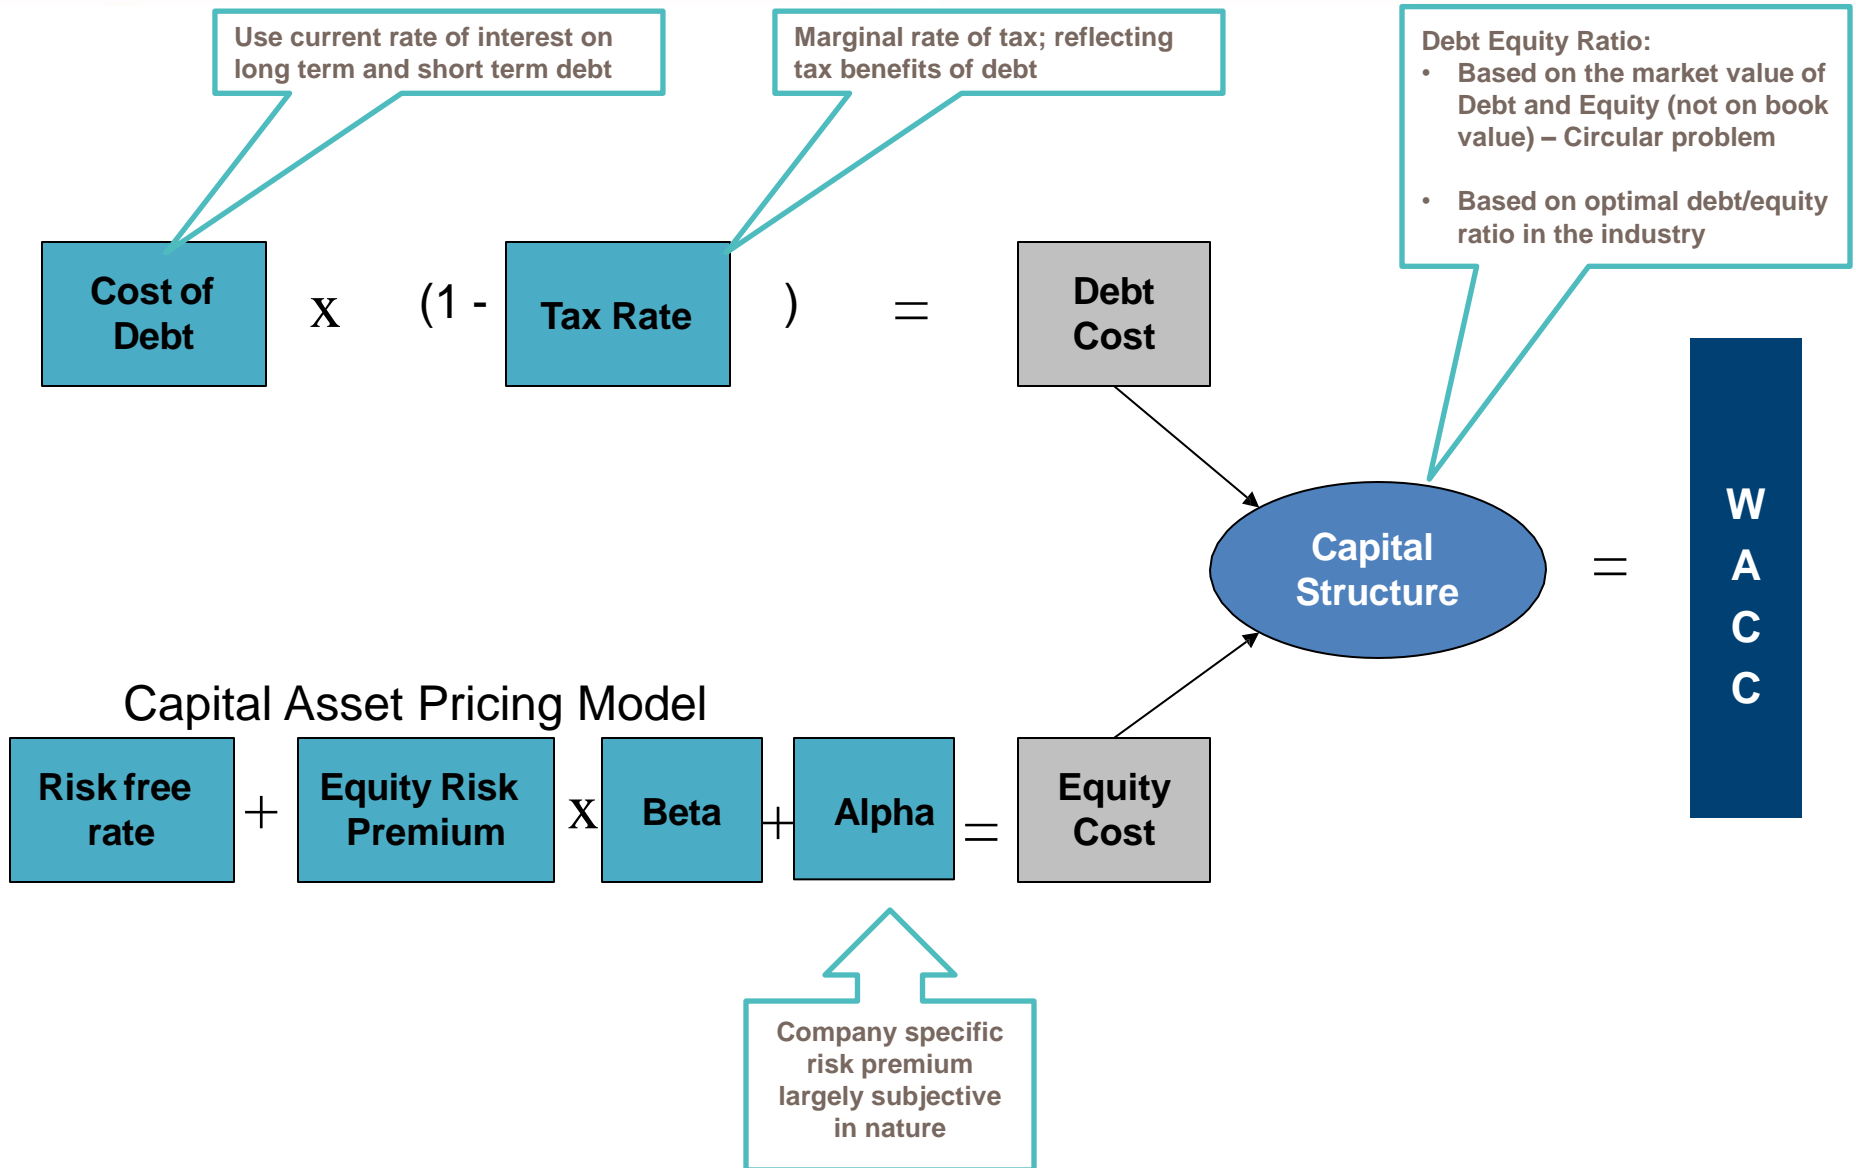 Use current rate of interest on
long term and short term debt
Marginal rate of tax; reflecting
tax benefits of debt
Debt Equity Ratio:
• Based on the market value of
Debt and Equity (not on book
value) – Circular problem
• Based on optimal debt/equity
ratio in the industry
Cost of
Debt
x
(1 -
Tax Rate
)
=
Debt
Cost
Capital
Structure
=
W
A
C
C
Capital Asset Pricing Model
Risk free
rate
+
Equity Risk
Premium
x
Beta
+
Alpha
=
Equity
Cost
Company specific
risk premium
largely subjective
in nature